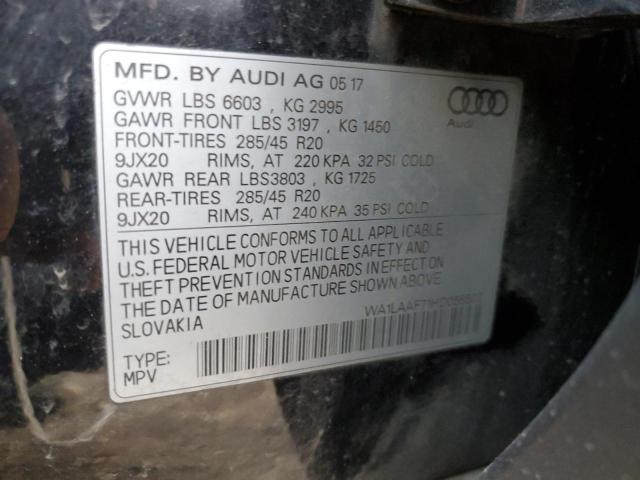 MFD. BY AUDI AG 05 17
GVWR LBS 6603 , KG 2995
GAWR FRONT LBS 3197 , KG 1450
FRONT-TIRES 285/45 R20
9JX20 RIMS, AT 220 KPA 32 PSI COLD
GAWR REAR LBS3803 , KG 1725
REAR-TIRES 285/45 R20
9JX20 RIMS, AT 240 KPA 35 PSI COLD
THIS VEHICLE CONFORMS TO ALL APPLICABLE
U.S. FEDERAL MOTOR VEHICLE SAFETY AND
THEFT PREVENTION STANDARDS IN EFFECT ON
THE DATE OF MANUFACTURE SHOWN ABOVE.
SLOVAKIA
TYPE:
MPV
Audi